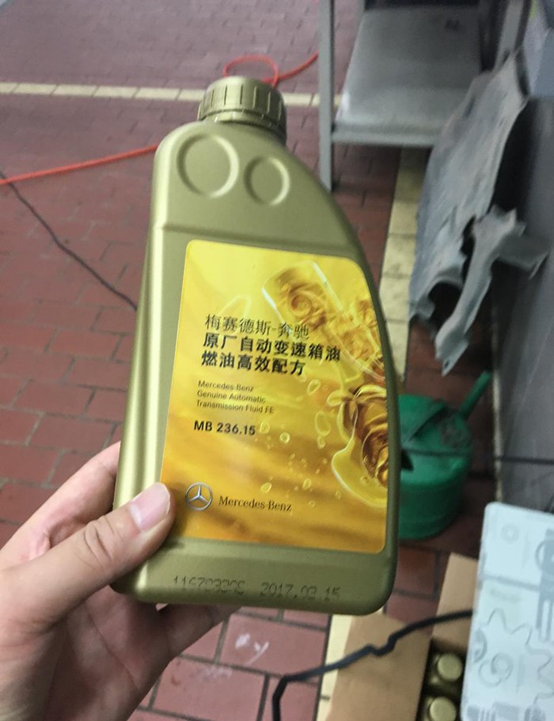 梅赛德斯-奔驰
原厂自动变速箱油
燃油高效配方
Mercedes-Benz
Genuine Automatic
Transmission Fluid FE
MB 236.15
Mercedes-Benz
2017.03.15